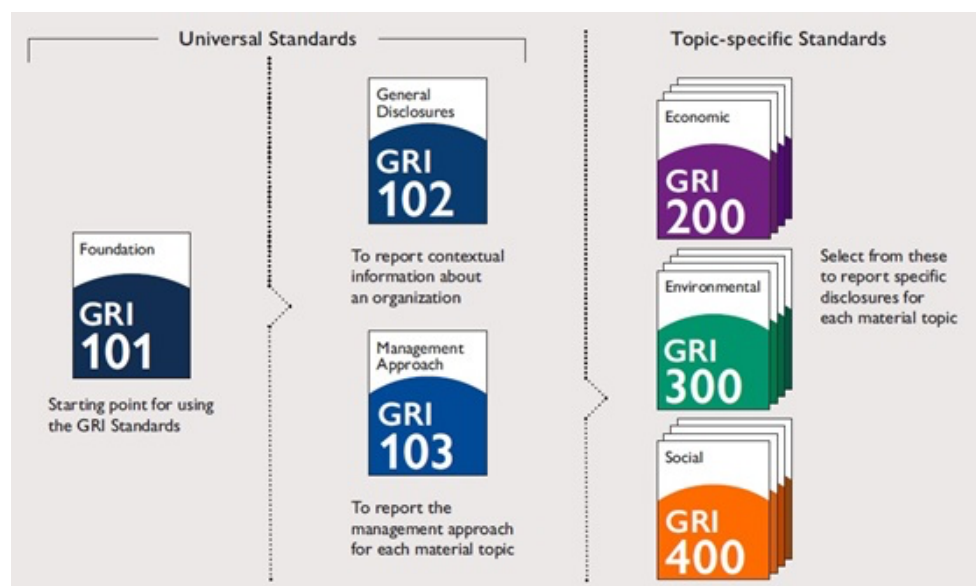 Universal Standards
Foundation
GRI
101
Starting point for using
the GRI Standards
General
Disclosures
GRI
102
To report contextual
information about
an organization
Management
Approach
GRI
103
To report the
management approach
for each material topic
Topic-specific Standards
Economic
GRI
200
Environmental
GRI
300
Social
GRI
400
Select from these
to report specific
disclosures for
each material topic